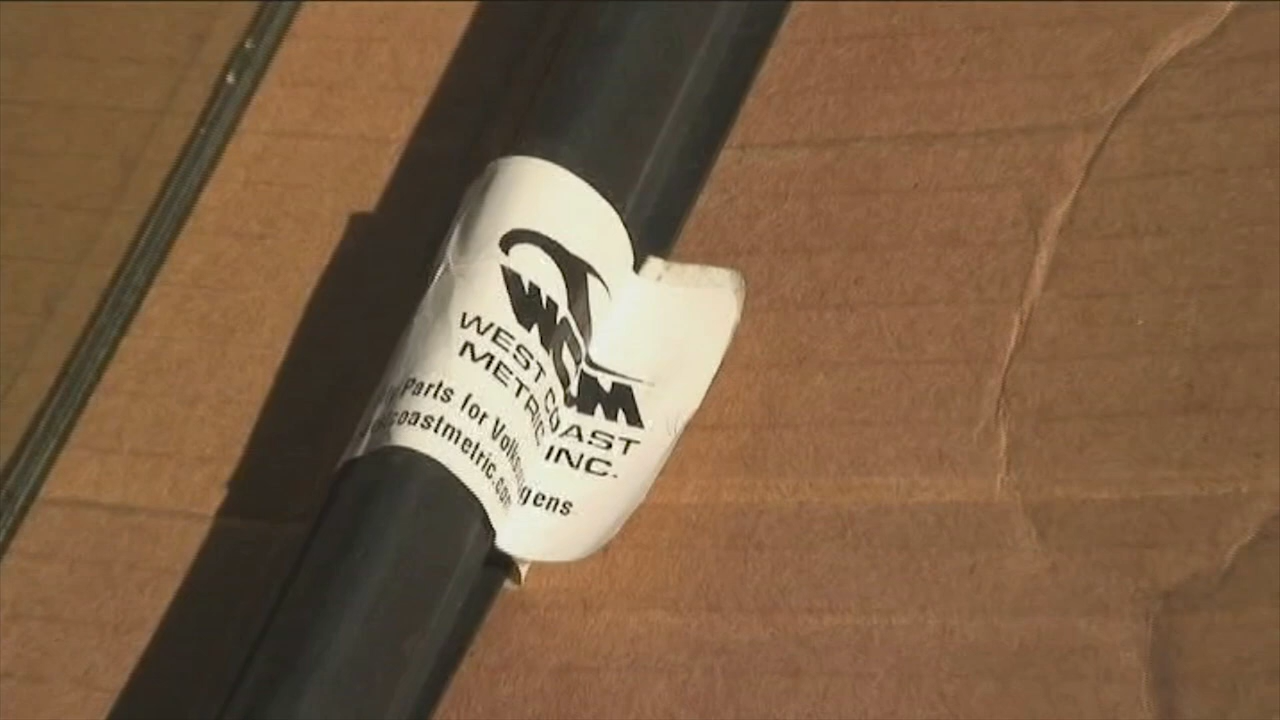 WCM
WEST COAST
METRIC INC.
Parts for Volkswagens
coastmetric.com